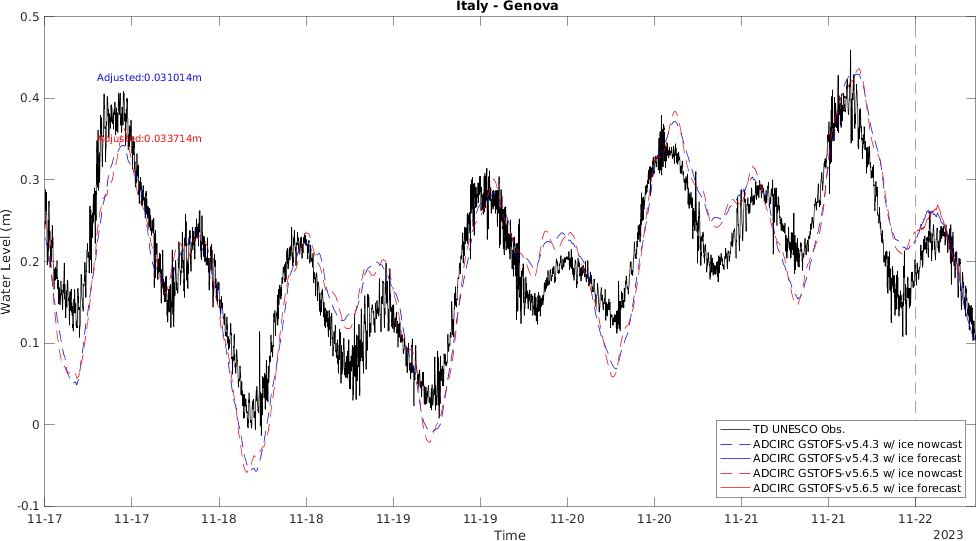 Italy - Genova
0.5
0.4
0.3
0.2
0.1
0
-0.1
Water Level (m)
Adjusted:0.031014m
Adjusted:0.033714m
TD UNESCO Obs.
ADCIRC GSTOFS-v5.4.3 w/ ice nowcast
ADCIRC GSTOFS-v5.4.3 w/ ice forecast
ADCIRC GSTOFS-v5.6.5 w/ ice nowcast
ADCIRC GSTOFS-v5.6.5 w/ ice forecast
11-17 11-17 11-18 11-18 11-19 11-19 11-20 11-20 11-21 11-21 11-22
Time
2023